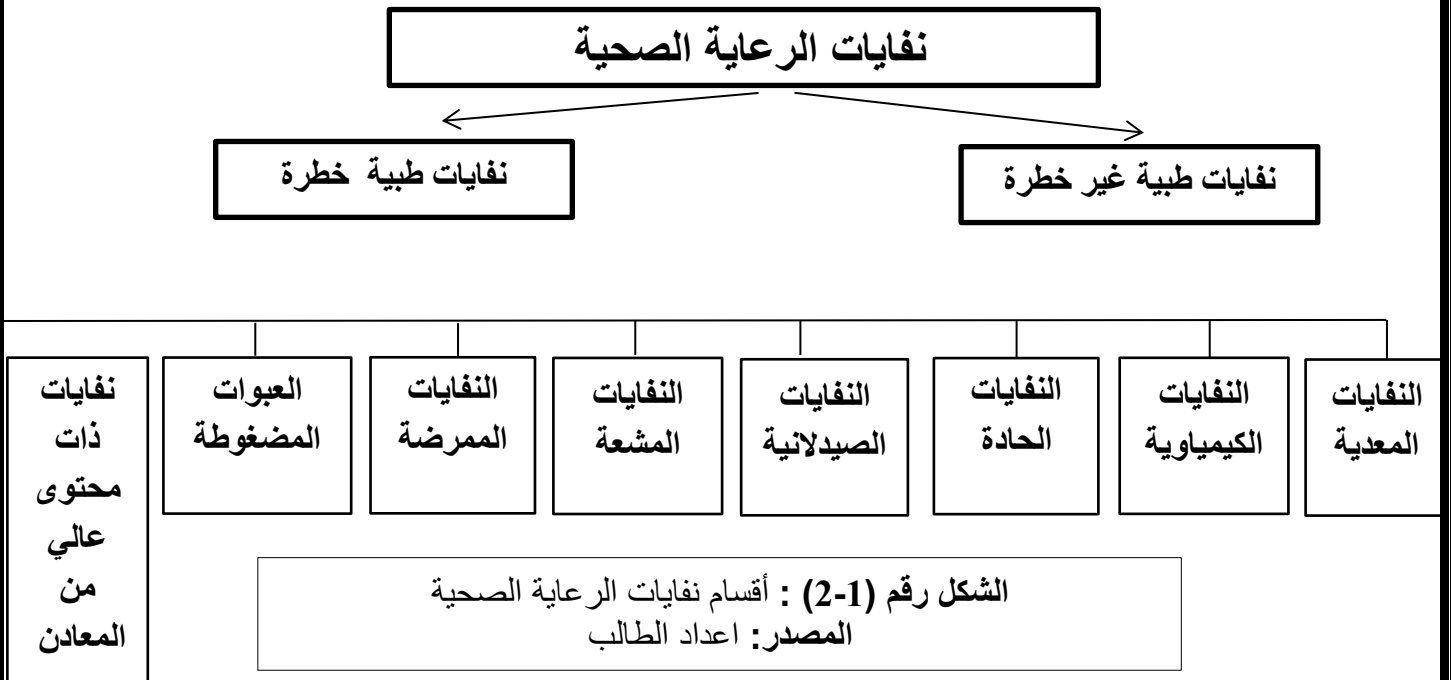 نفايات الرعاية الصحية
نفايات طبية غير خطرة
نفايات طبية خطرة
النفايات
المعدية
النفايات
الكيمياوية
النفايات
الحادة
النفايات
الصيدلانية
النفايات
المشعة
النفايات
الممرضة
العبوات
المضغوطة
نفايات
ذات
محتوى
عالي
من
المعادن
الشكل رقم (1-2) : أقسام نفايات الرعاية الصحية
المصدر: اعداد الطالب